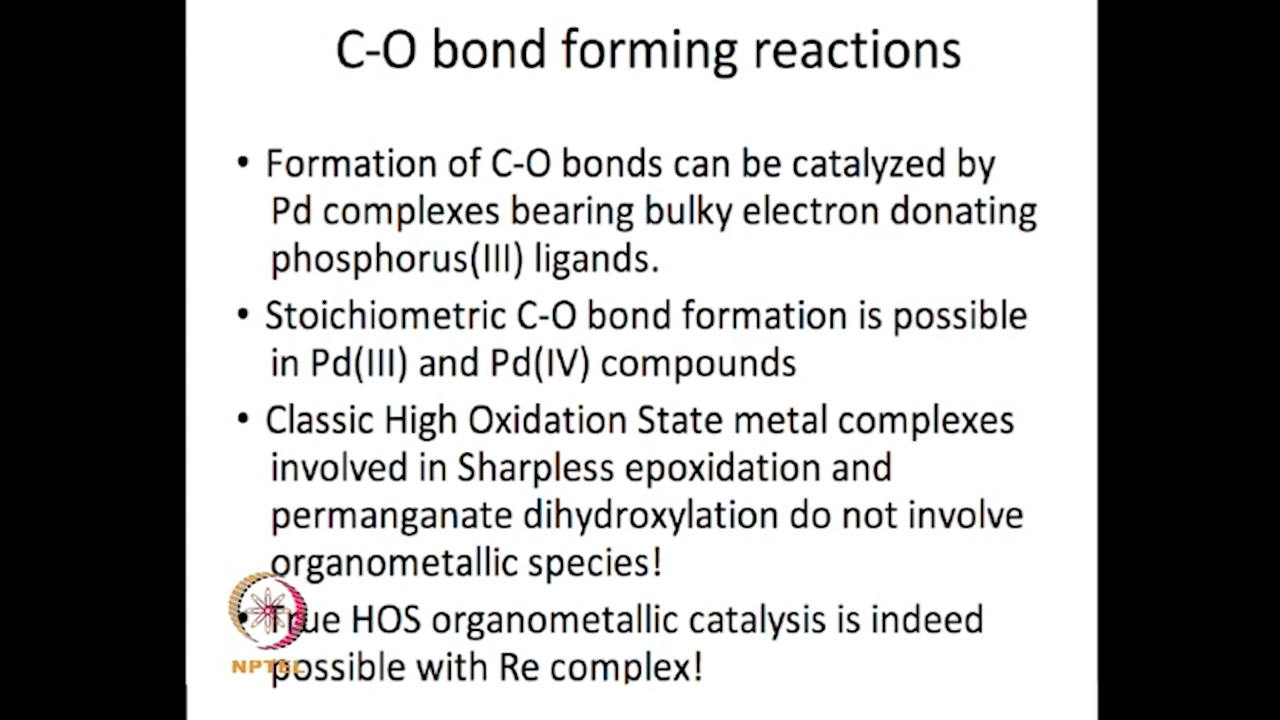 C-O bond forming reactions
• Formation of C-O bonds can be catalyzed by
Pd complexes bearing bulky electron donating
phosphorus(III) ligands.
• Stoichiometric C-O bond formation is possible
in Pd(III) and Pd(IV) compounds
• Classic High Oxidation State metal complexes
involved in Sharpless epoxidation and
permanganate dihydroxylation do not involve
organometallic species!
• True HOS organometallic catalysis is indeed
possible with Re complex!
NPTEL